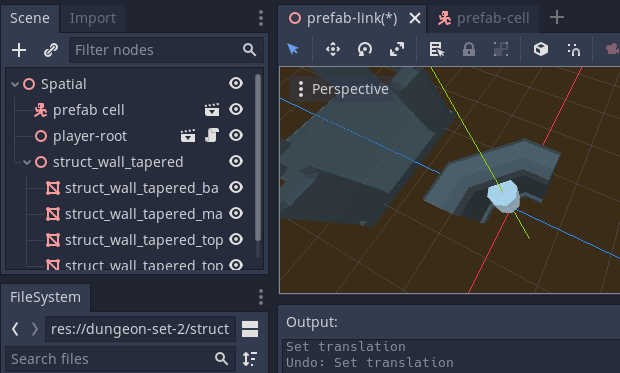 Scene Import
Filter nodes
Spatial
prefab cell
player-root
struct_wall_tapered
struct_wall_tapered_ba
struct_wall_tapered_ma
struct_wall_tapered_top
struct_wall_tapered_top
FileSystem
res://dungeon-set-2/struct
Search files
prefab-link(*) prefab-cell
Perspective
Output:
Set translation
Undo: Set translation